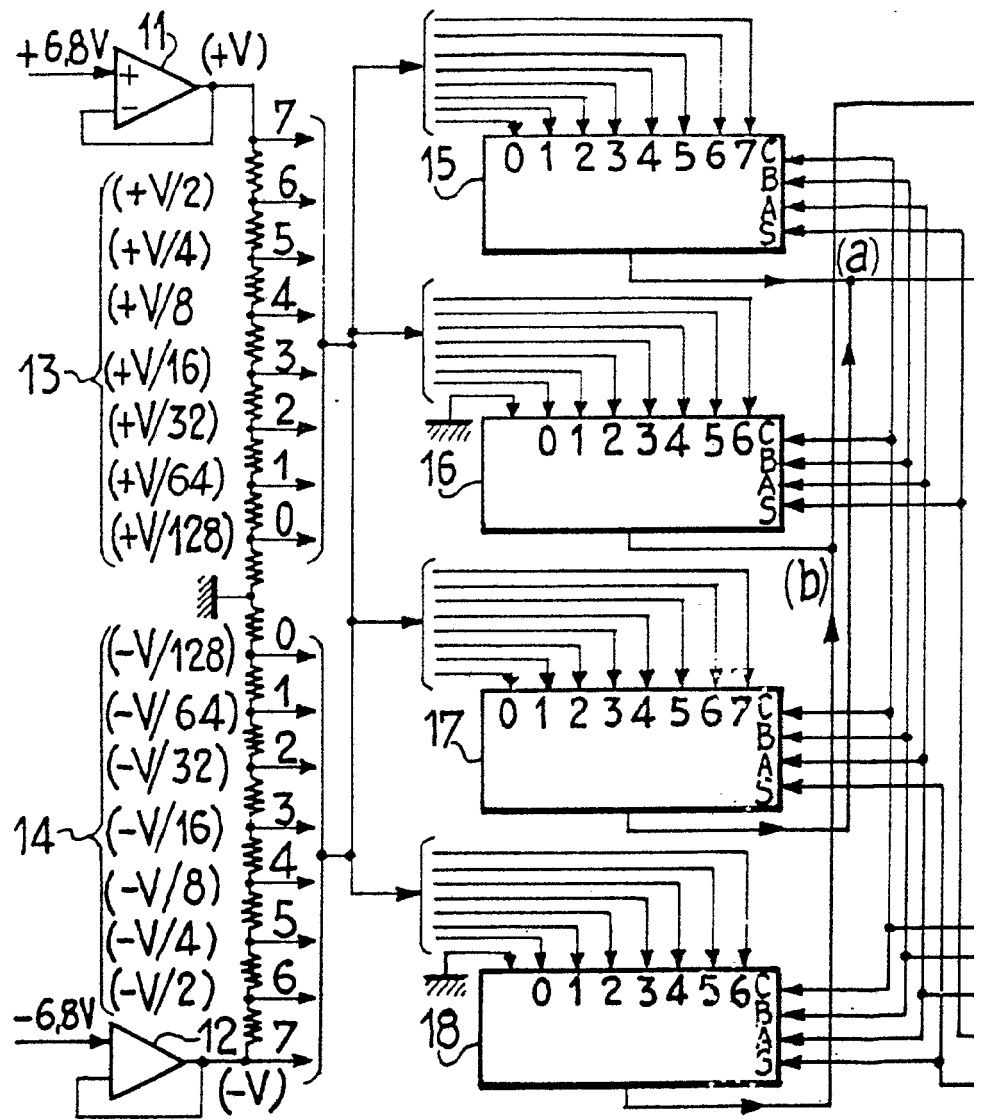 +6,8V
11
(+V)
7
(+V/2)
6
(+V/4)
5
(+V/8
4
13
(+V/16)
3
(+V/32)
2
(+V/64)
1
(+V/128)
0
(-V/128)
0
(-V/64)
1
(-V/32)
2
14
(-V/16)
3
(-V/8)
4
(-V/4)
5
(-V/2)
6
-6,8V
12
7
(-V)
15
0 1 2 3 4 5 6 7 C
B
A
S
(a)
16
0 1 2 3 4 5 6 C
B
A
S
(b)
17
0 1 2 3 4 5 6 7 C
B
A
S
18
0 1 2 3 4 5 6 C
B
A
S